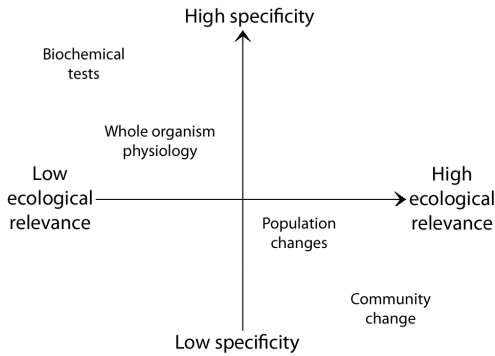 High specificity
Biochemical
tests
Whole organism
physiology
Low
ecological
relevance
High
ecological
relevance
Population
changes
Community
change
Low specificity